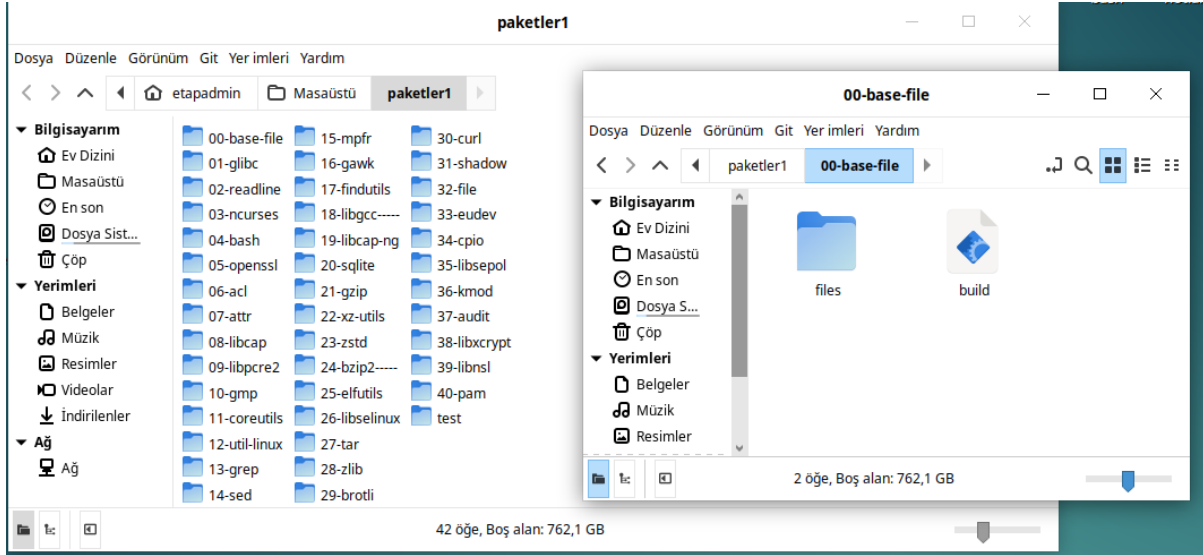 paketler1
Dosya Düzenle Görünüm Git Yer imleri Yardım
etapadmin Masaüstü paketler1
Bilgisayarım
Ev Dizini
Masaüstü
En son
Dosya Sist...
Çöp
Yerimleri
Belgeler
Müzik
Resimler
Videolar
İndirilenler
Ağ
Ağ
00-base-file
01-glibc
02-readline
03-ncurses
04-bash
05-openssl
06-acl
07-attr
08-libcap
09-libpcre2
10-gmp
11-coreutils
12-util-linux
13-grep
14-sed
15-mpfr
16-gawk
17-findutils
18-libgcc-----
19-libcap-ng
20-sqlite
21-gzip
22-xz-utils
23-zstd
24-bzip2-----
25-elfutils
26-libselinux
27-tar
28-zlib
29-brotli
30-curl
31-shadow
32-file
33-eudev
34-cpio
35-libsepol
36-kmod
37-audit
38-libxcrypt
39-libnsl
40-pam
test
42 öğe, Boş alan: 762,1 GB
00-base-file
Dosya Düzenle Görünüm Git Yer imleri Yardım
paketler1 00-base-file
Bilgisayarım
Ev Dizini
Masaüstü
En son
Dosya S...
Çöp
Yerimleri
Belgeler
Müzik
Resimler
files
build
2 öğe, Boş alan: 762,1 GB